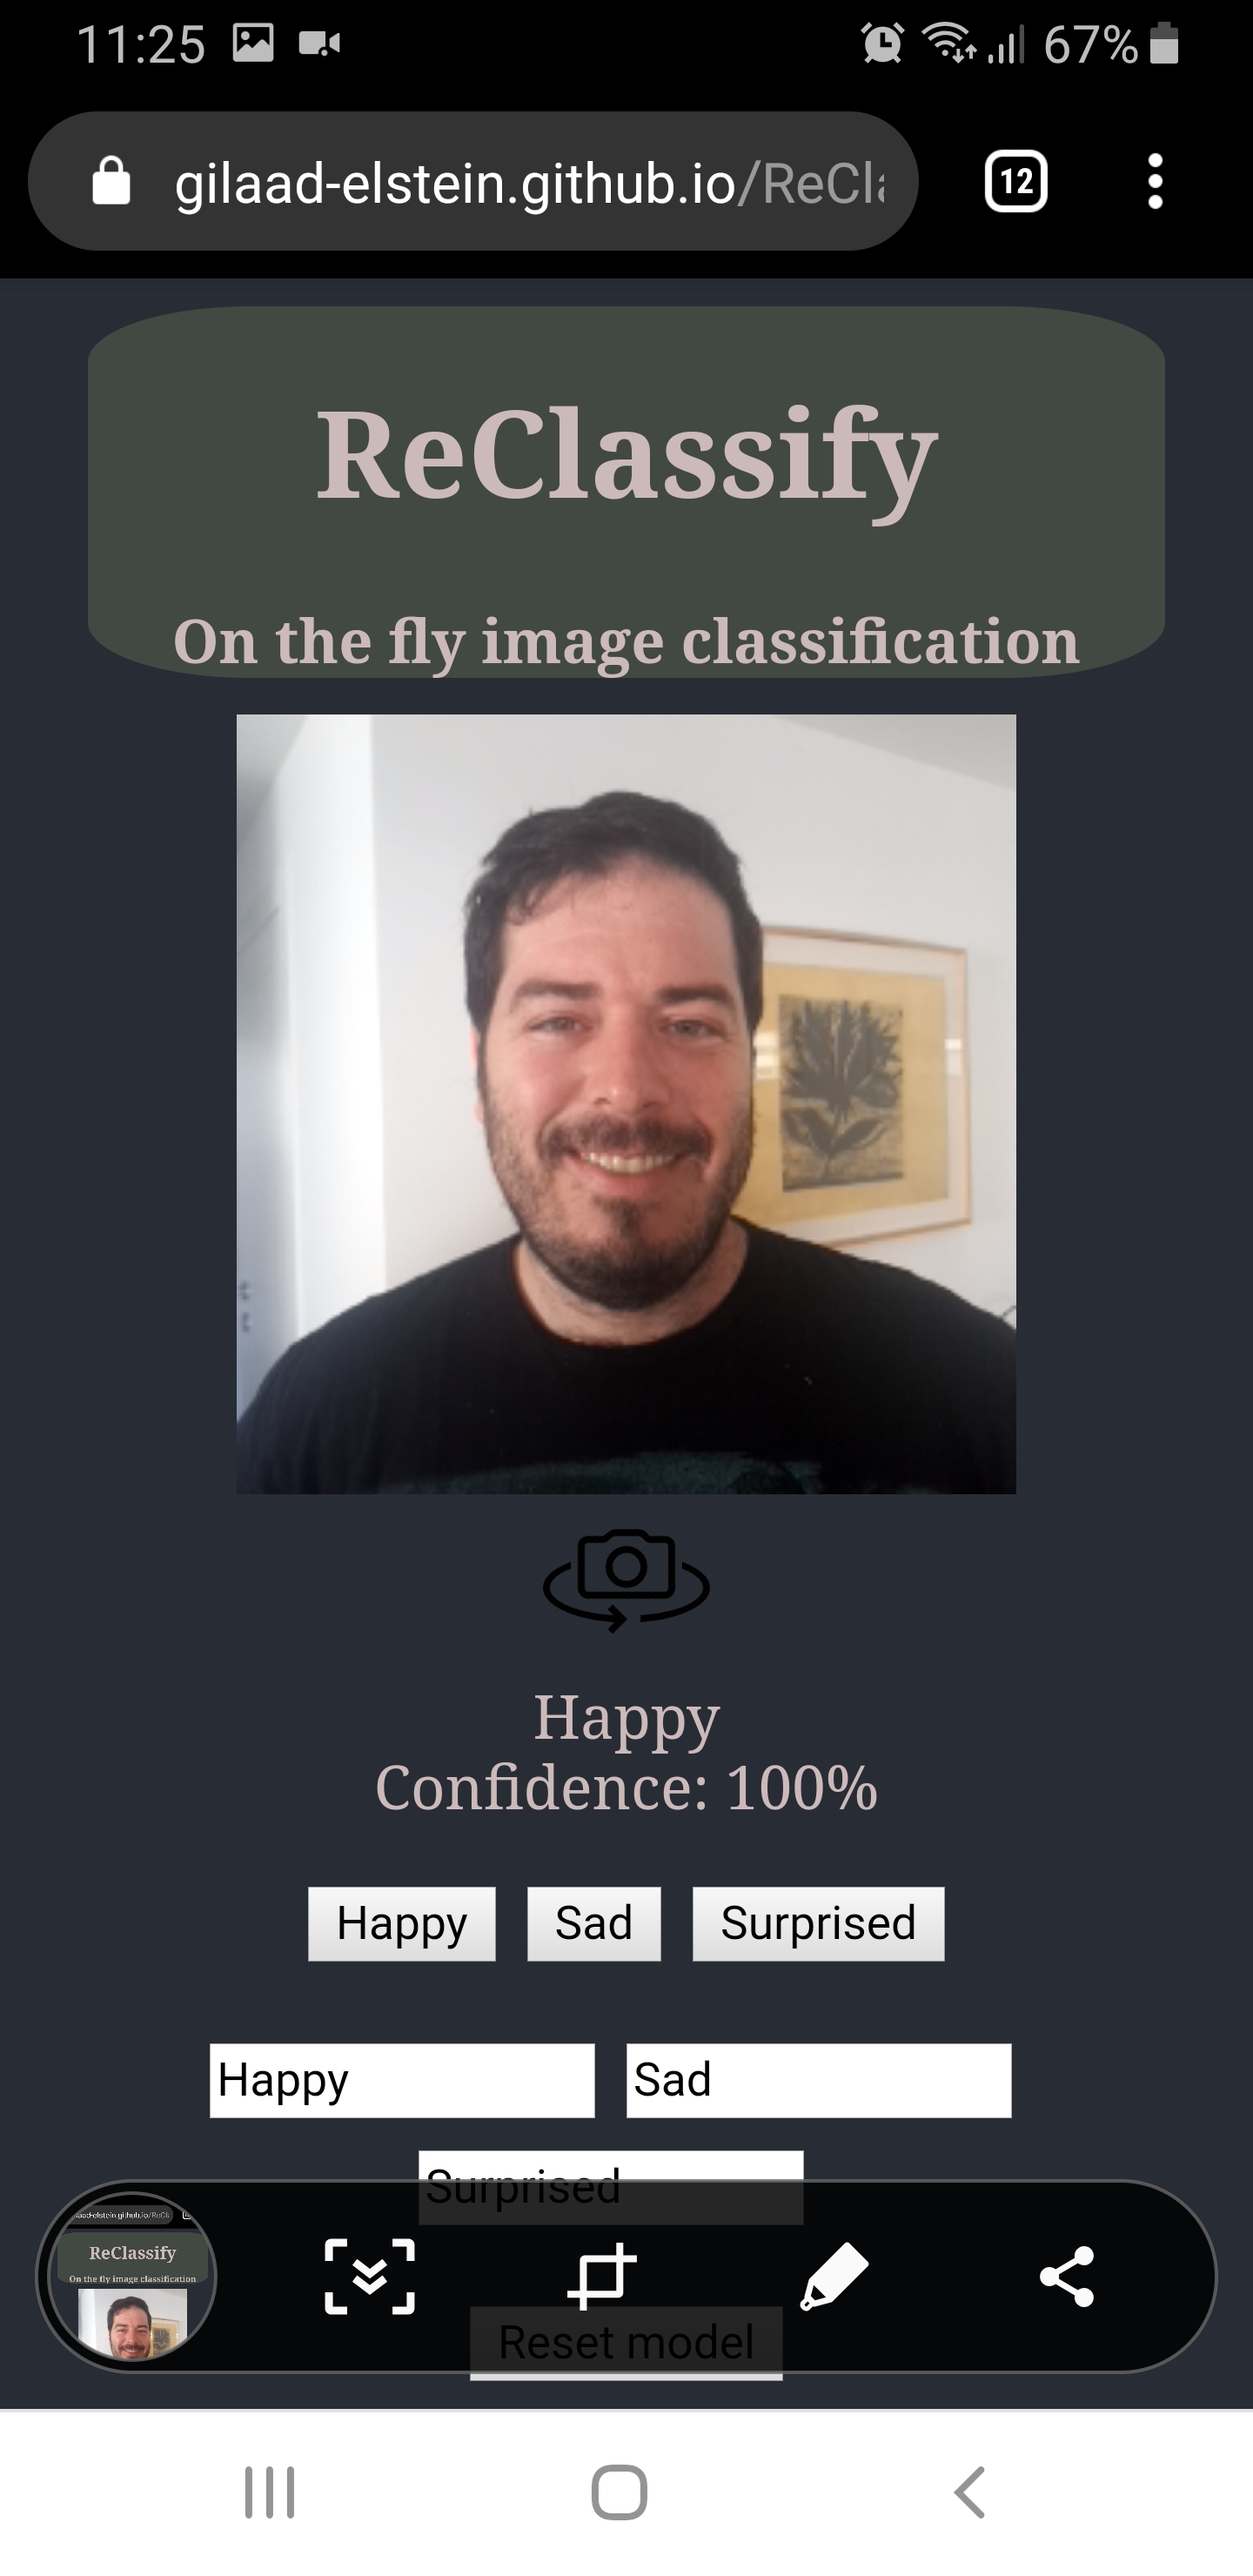 11:25 67%
gilaad-elstein.github.io/ReCla
12
ReClassify
On the fly image classification
Happy
Confidence: 100%
Happy Sad Surprised
Happy Sad
Surprised
ReClassify
On the fly image classification
Reset model